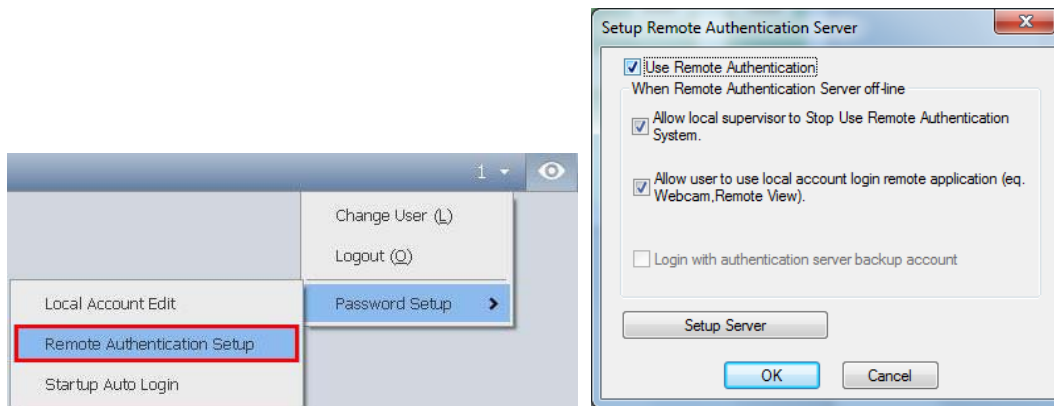 1
Change User (L)
Logout (O)
Password Setup
Local Account Edit
Remote Authentication Setup
Startup Auto Login
Setup Remote Authentication Server
Use Remote Authentication
When Remote Authentication Server off-line
Allow local supervisor to Stop Use Remote Authentication
System.
Allow user to use local account login remote application (eq.
Webcam,Remote View).
Login with authentication server backup account
Setup Server
OK
Cancel